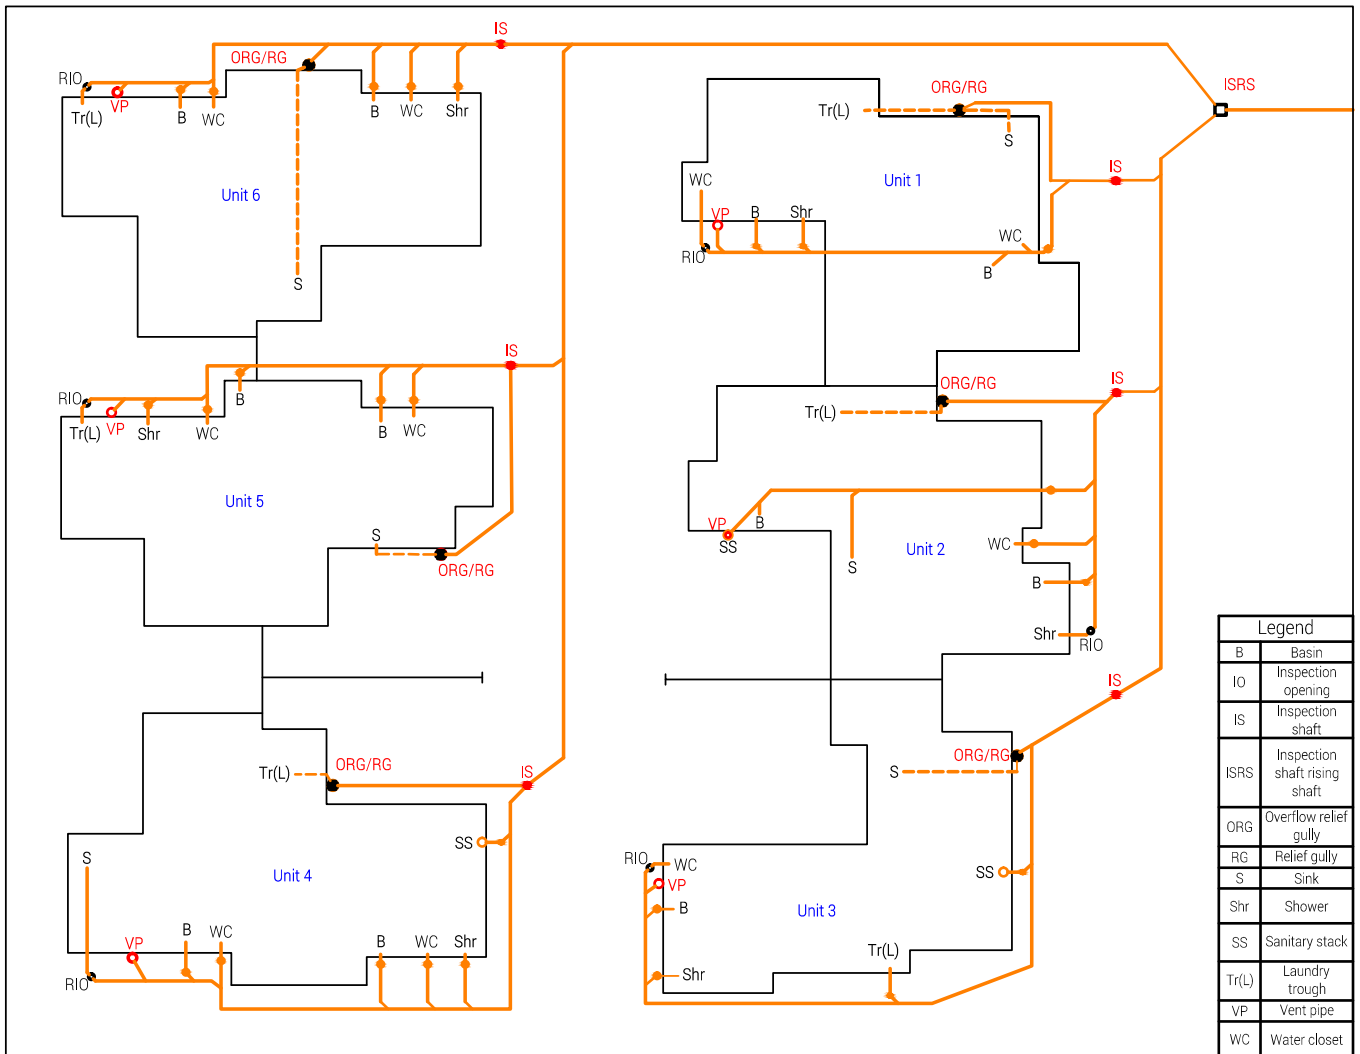 IS
ORG/RG
RIO
VP
Tr(L)
B
WC
B
WC
Shr
Unit 6
S
ISRS
ORG/RG
Tr(L)
S
IS
WC
Unit 1
VP
B
Shr
RIO
WC
B
IS
RIO
Tr(L)
VP
Shr
WC
B
B
WC
Unit 5
S
ORG/RG
IS
ORG/RG
Tr(L)
VP
SS
B
S
Unit 2
WC
B
Shr
RIO
IS
ORG/RG
Tr(L)
IS
SS
S
Unit 4
VP
B
WC
RIO
B
WC
Shr
ORG/RG
S
SS
RIO
WC
VP
B
Unit 3
Shr
Tr(L)
Legend
B Basin
IO Inspection opening
IS Inspection shaft
ISRS Inspection shaft rising shaft
ORG Overflow relief gully
RG Relief gully
S Sink
Shr Shower
SS Sanitary stack
Tr(L) Laundry trough
VP Vent pipe
WC Water closet